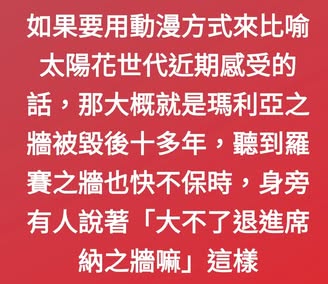 如果要用動漫方式來比喻
太陽花世代近期感受的
話，那大概就是瑪利亞之
牆被毀後十多年，聽到羅
賽之牆也快不保時，身旁
有人說著「大不了退進席
納之牆嘛」這樣